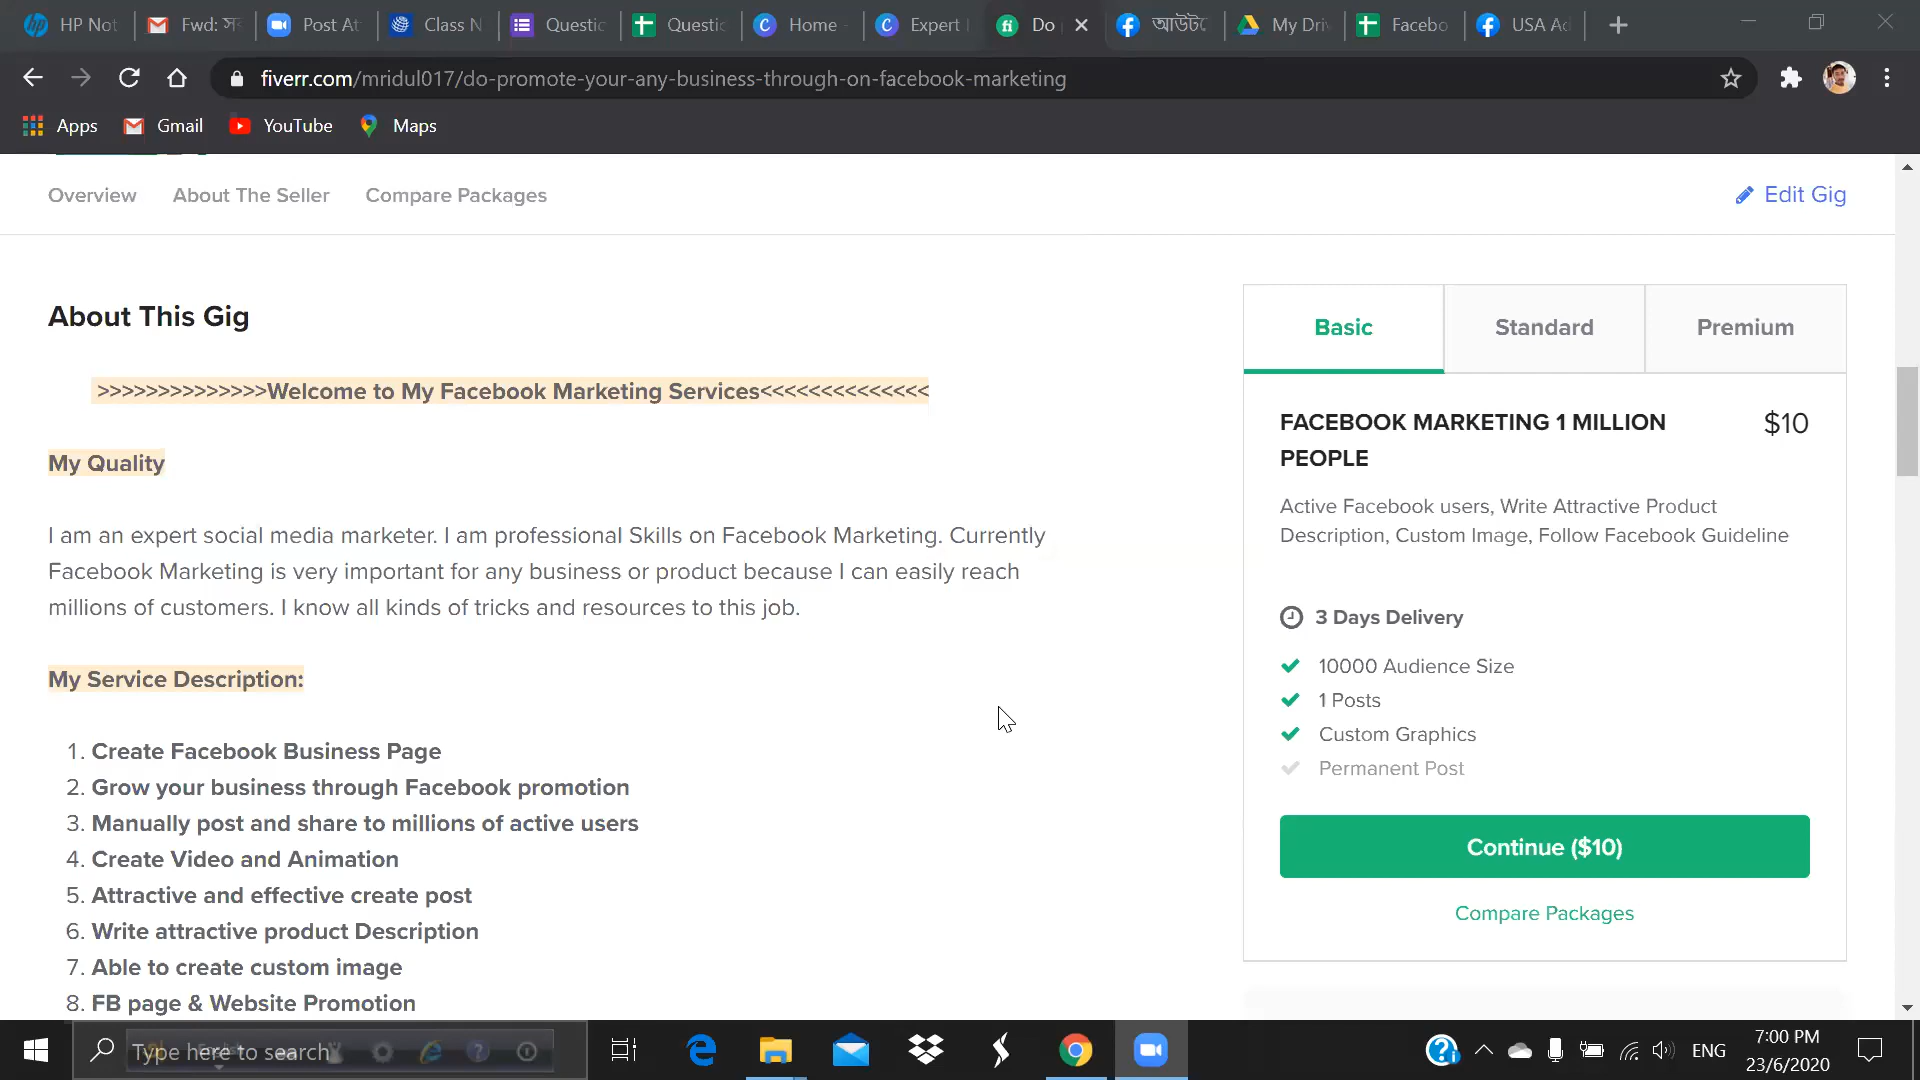 HP Not
Fwd:
Post At
Class N
Questic
Questic
Home
Expert
Do
My Dri
Facebo
USA Ad
fiverr.com/mridul017/do-promote-your-any-business-through-on-facebook-marketing
Apps
Gmail
YouTube
Maps
Overview
About The Seller
Compare Packages
Edit Gig
About This Gig
>>>>>>>>>>>>>>Welcome to My Facebook Marketing Services<<<<<<<<<<<<<<
My Quality
I am an expert social media marketer. I am professional Skills on Facebook Marketing. Currently
Facebook Marketing is very important for any business or product because I can easily reach
millions of customers. I know all kinds of tricks and resources to this job.
My Service Description:
1. Create Facebook Business Page
2. Grow your business through Facebook promotion
3. Manually post and share to millions of active users
4. Create Video and Animation
5. Attractive and effective create post
6. Write attractive product Description
7. Able to create custom image
8. FB page & Website Promotion
Basic
Standard
Premium
FACEBOOK MARKETING 1 MILLION
PEOPLE
$10
Active Facebook users, Write Attractive Product
Description, Custom Image, Follow Facebook Guideline
3 Days Delivery
10000 Audience Size
1 Posts
Custom Graphics
Permanent Post
Continue ($10)
Compare Packages
Type here to search
ENG
7:00 PM
23/6/2020